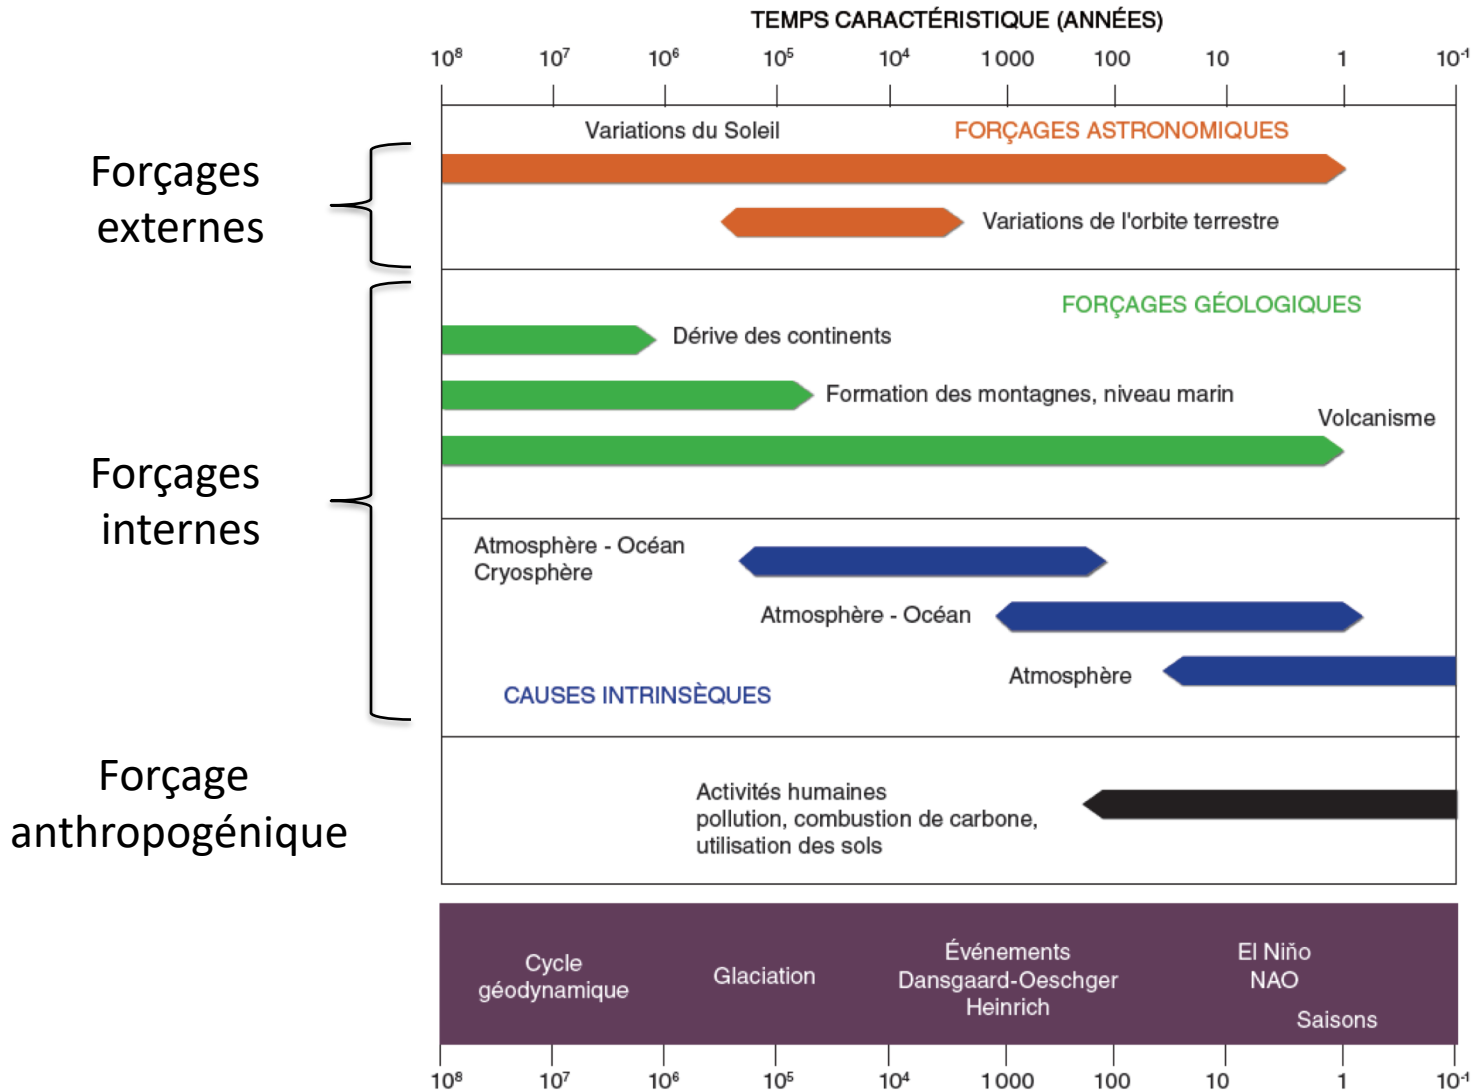 TEMPS CARACTÉRISTIQUE (ANNÉES)
10⁸ 10⁷ 10⁶ 10⁵ 10⁴ 1 000 100 10 1 10⁻¹
Forçages
externes
Variations du Soleil
FORÇAGES ASTRONOMIQUES
Variations de l'orbite terrestre
Forçages
internes
FORÇAGES GÉOLOGIQUES
Dérive des continents
Formation des montagnes, niveau marin
Volcanisme
Atmosphère - Océan
Cryosphère
Atmosphère - Océan
Atmosphère
CAUSES INTRINSÈQUES
Forçage
anthropogénique
Activités humaines
pollution, combustion de carbone,
utilisation des sols
Cycle
géodynamique
Glaciation
Événements
Dansgaard-Oeschger
Heinrich
El Niňo
NAO
Saisons
10⁸ 10⁷ 10⁶ 10⁵ 10⁴ 1 000 100 10 1 10⁻¹